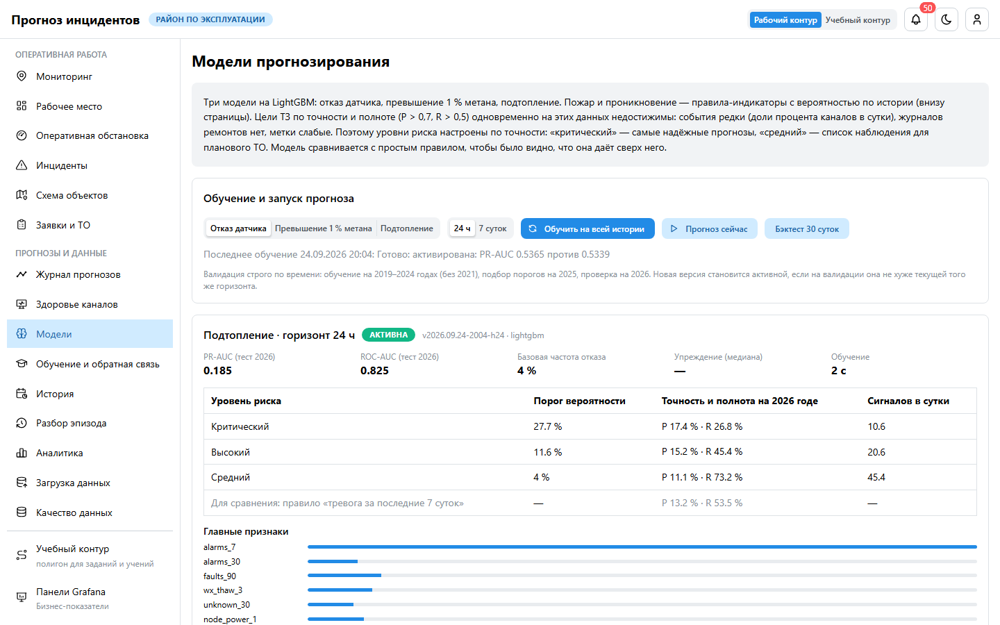 Прогноз инцидентов
РАЙОН ПО ЭКСПЛУАТАЦИИ
Рабочий контур
Учебный контур
50
ОПЕРАТИВНАЯ РАБОТА
Мониторинг
Рабочее место
Оперативная обстановка
Инциденты
Схема объектов
Заявки и ТО
ПРОГНОЗЫ И ДАННЫЕ
Журнал прогнозов
Здоровье каналов
Модели
Обучение и обратная связь
История
Разбор эпизода
Аналитика
Загрузка данных
Качество данных
Учебный контур
полигон для заданий и учений
Панели Grafana
Бизнес-показатели
Модели прогнозирования
Три модели на LightGBM: отказ датчика, превышение 1 % метана, подтопление. Пожар и проникновение — правила-индикаторы с вероятностью по истории (внизу
страницы). Цели ТЗ по точности и полноте (P > 0,7, R > 0,5) одновременно на этих данных недостижимы: события редки (доли процента каналов в сутки), журналов
ремонтов нет, метки слабые. Поэтому уровни риска настроены по точности: «критический» — самые надёжные прогнозы, «средний» — список наблюдения для
планового ТО. Модель сравнивается с простым правилом, чтобы было видно, что она даёт сверх него.
Обучение и запуск прогноза
Отказ датчика
Превышение 1 % метана
Подтопление
24 ч
7 суток
Обучить на всей истории
Прогноз сейчас
Бэктест 30 суток
Последнее обучение 24.09.2026 20:04: Готово: активирована: PR-AUC 0.5365 против 0.5339
Валидация строго по времени: обучение на 2019–2024 годах (без 2021), подбор порогов на 2025, проверка на 2026. Новая версия становится активной, если на валидации она не хуже текущей того
же горизонта.
Подтопление · горизонт 24 ч
АКТИВНА
v2026.09.24-2004-h24 · lightgbm
PR-AUC (тест 2026)
0.185
ROC-AUC (тест 2026)
0.825
Базовая частота отказа
4 %
Упреждение (медиана)
—
Обучение
2 с
Уровень риска Порог вероятности Точность и полнота на 2026 годе Сигналов в сутки
Критический 27.7 % P 17.4 % · R 26.8 % 10.6
Высокий 11.6 % P 15.2 % · R 45.4 % 20.6
Средний 4 % P 11.1 % · R 73.2 % 45.4
Для сравнения: правило «тревога за последние 7 суток» — P 13.2 % · R 53.5 % —
Главные признаки
alarms_7
alarms_30
faults_90
wx_thaw_3
unknown_30
node_power_1